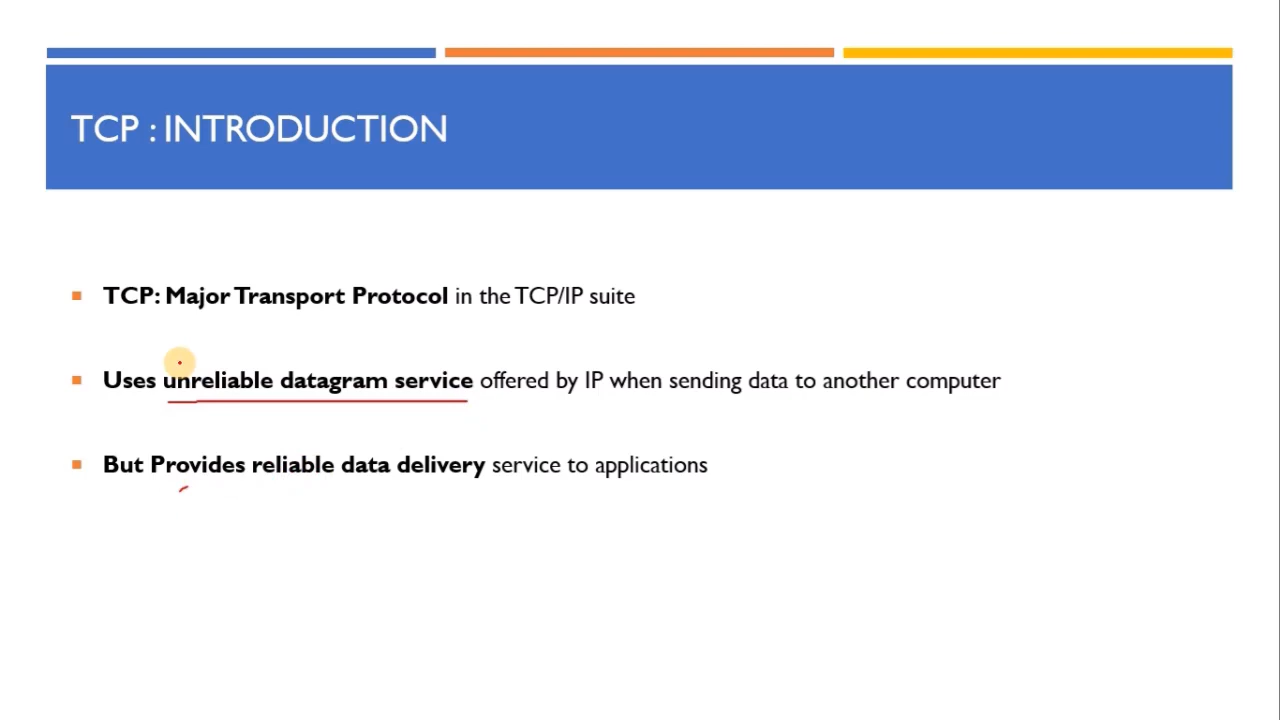 TCP : INTRODUCTION
TCP: Major Transport Protocol in the TCP/IP suite
Uses unreliable datagram service offered by IP when sending data to another computer
But Provides reliable data delivery service to applications